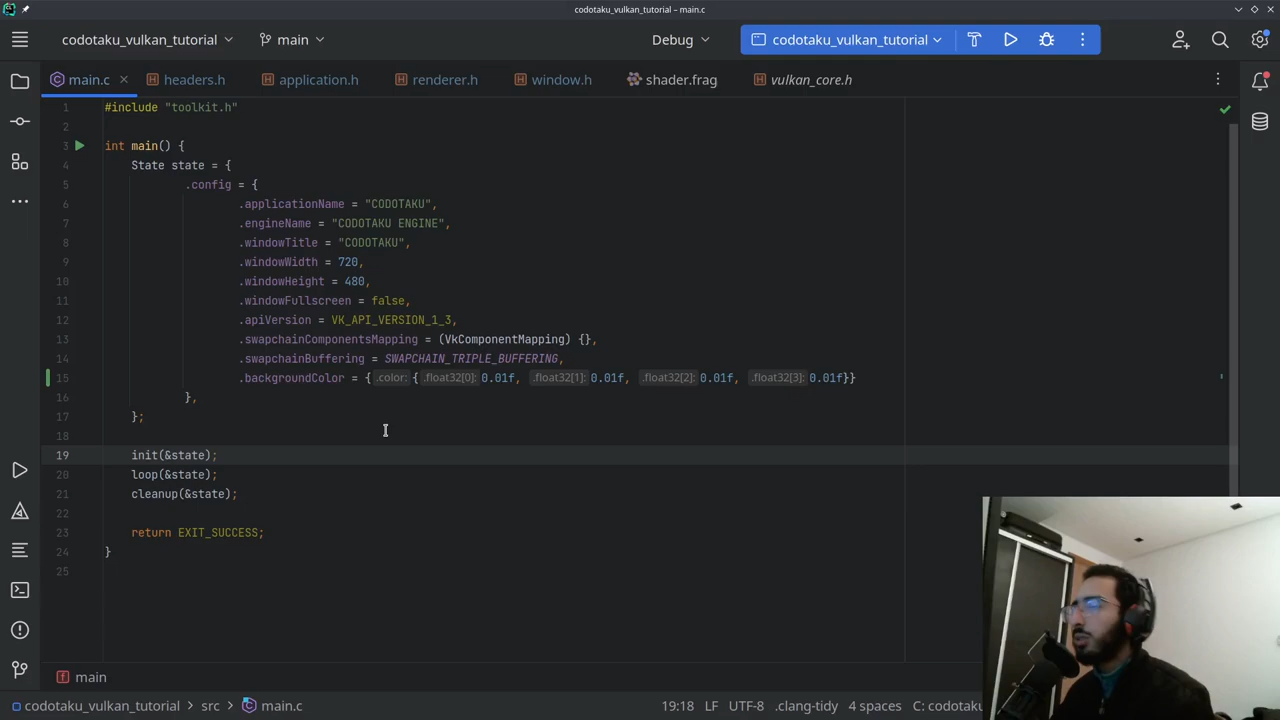 codotaku_vulkan_tutorial – main.c
codotaku_vulkan_tutorial
main
Debug
codotaku_vulkan_tutorial
main.c
headers.h
application.h
renderer.h
window.h
shader.frag
vulkan_core.h
1 #include "toolkit.h"
2
3 int main() {
4 State state = {
5 .config = {
6 .applicationName = "CODOTAKU",
7 .engineName = "CODOTAKU ENGINE",
8 .windowTitle = "CODOTAKU",
9 .windowWidth = 720,
10 .windowHeight = 480,
11 .windowFullscreen = false,
12 .apiVersion = VK_API_VERSION_1_3,
13 .swapchainComponentsMapping = (VkComponentMapping) {},
14 .swapchainBuffering = SWAPCHAIN_TRIPLE_BUFFERING,
15 .backgroundColor = { .color: { .float32[0]: 0.01f, .float32[1]: 0.01f, .float32[2]: 0.01f, .float32[3]: 0.01f}}
16 },
17 };
18
19 init(&state);
20 loop(&state);
21 cleanup(&state);
22
23 return EXIT_SUCCESS;
24 }
25
f main
codotaku_vulkan_tutorial > src > main.c
19:18 LF UTF-8 .clang-tidy 4 spaces C: codotaku